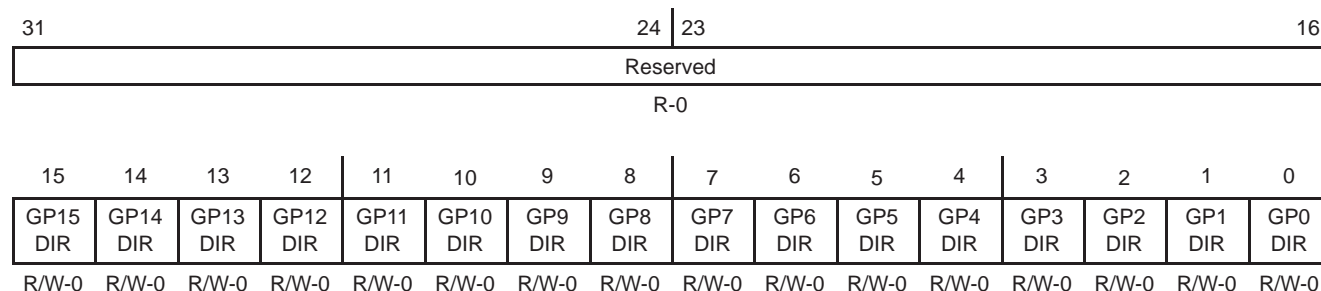 31 24 23 16
Reserved
R-0
15 14 13 12 11 10 9 8 7 6 5 4 3 2 1 0
GP15 GP14 GP13 GP12 GP11 GP10 GP9 GP8 GP7 GP6 GP5 GP4 GP3 GP2 GP1 GP0
DIR DIR DIR DIR DIR DIR DIR DIR DIR DIR DIR DIR DIR DIR DIR DIR
R/W-0 R/W-0 R/W-0 R/W-0 R/W-0 R/W-0 R/W-0 R/W-0 R/W-0 R/W-0 R/W-0 R/W-0 R/W-0 R/W-0 R/W-0 R/W-0